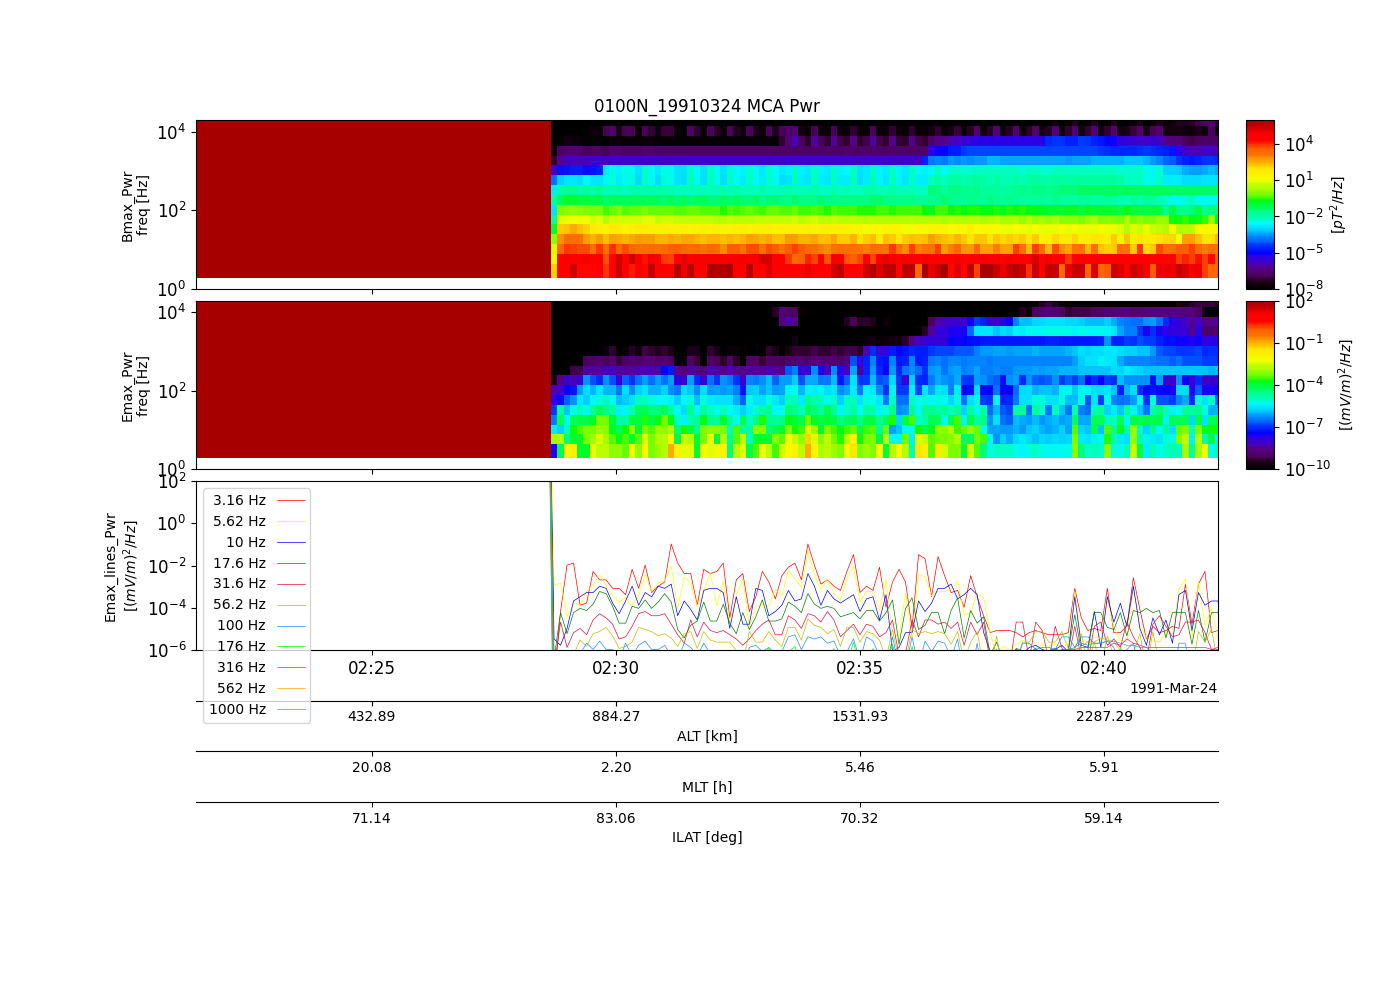 0100N_19910324 MCA Pwr
Bmax_Pwr
freq [Hz]
10^4
10^2
10^0
10^4
10^1
10^-2
10^-5
10^-8
[pT^2/Hz]
Emax_Pwr
freq [Hz]
10^4
10^2
10^0
10^2
10^-1
10^-4
10^-7
10^-10
[(mV/m)^2/Hz]
Emax_lines_Pwr
[(mV/m)^2/Hz]
10^2
10^0
10^-2
10^-4
10^-6
3.16 Hz
5.62 Hz
10 Hz
17.6 Hz
31.6 Hz
56.2 Hz
100 Hz
176 Hz
316 Hz
562 Hz
1000 Hz
02:25 02:30 02:35 02:40
1991-Mar-24
432.89 884.27 1531.93 2287.29
ALT [km]
20.08 2.20 5.46 5.91
MLT [h]
71.14 83.06 70.32 59.14
ILAT [deg]